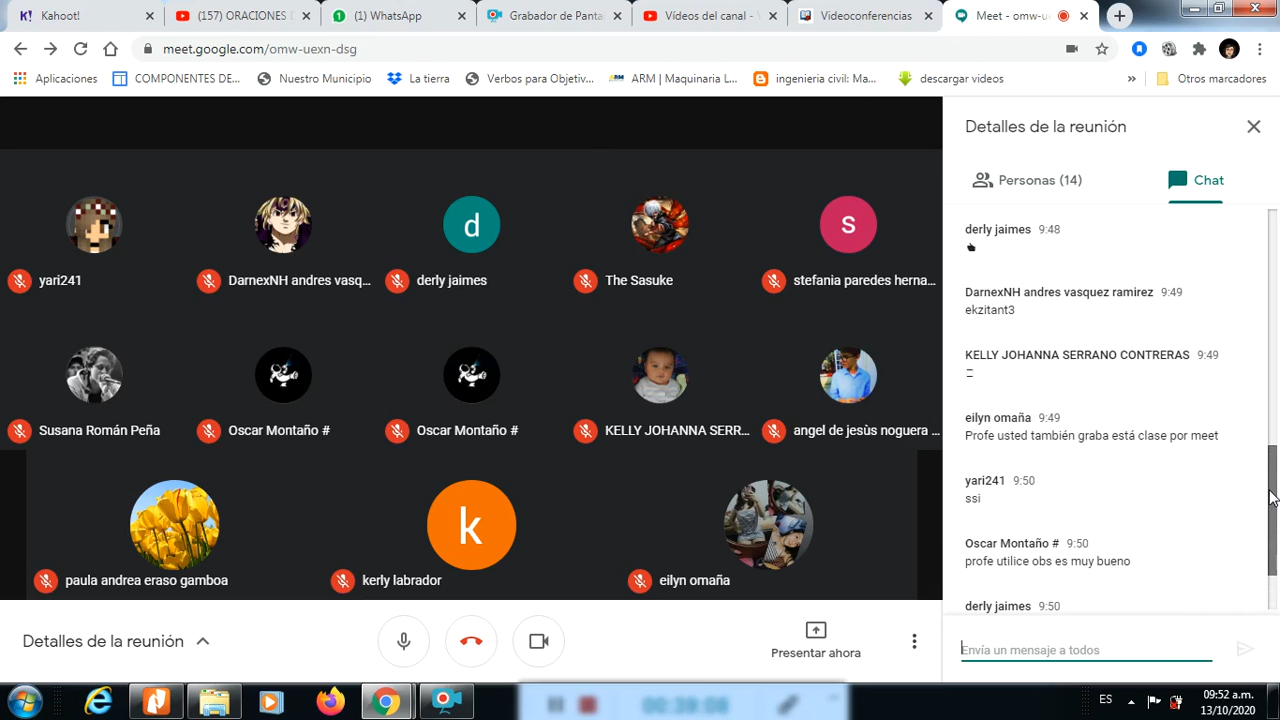 Kahoot!
(157) ORACIONES D
(1) WhatsApp
Grabador de Panta
Vídeos del canal -
Videoconferencias
Meet - omw-u
meet.google.com/omw-uexn-dsg
Aplicaciones
COMPONENTES DE...
Nuestro Municipio
La tierra
Verbos para Objetiv...
ARM | Maquinaria L...
ingenieria civil: Ma...
descargar videos
»
Otros marcadores
Detalles de la reunión
Personas (14)
Chat
d
s
yari241
DarnexNH andres vasq...
derly jaimes
The Sasuke
stefania paredes herna...
Susana Román Peña
Oscar Montaño #
Oscar Montaño #
KELLY JOHANNA SERR...
angel de jesùs noguera ...
k
paula andrea eraso gamboa
kerly labrador
eilyn omaña
derly jaimes 9:48
DarnexNH andres vasquez ramirez 9:49
ekzitant3
KELLY JOHANNA SERRANO CONTRERAS 9:49
eilyn omaña 9:49
Profe usted también graba está clase por meet
yari241 9:50
ssi
Oscar Montaño # 9:50
profe utilice obs es muy bueno
derly jaimes 9:50
Envía un mensaje a todos
Detalles de la reunión
Presentar ahora
00:39:08
ES
09:52 a.m.
13/10/2020